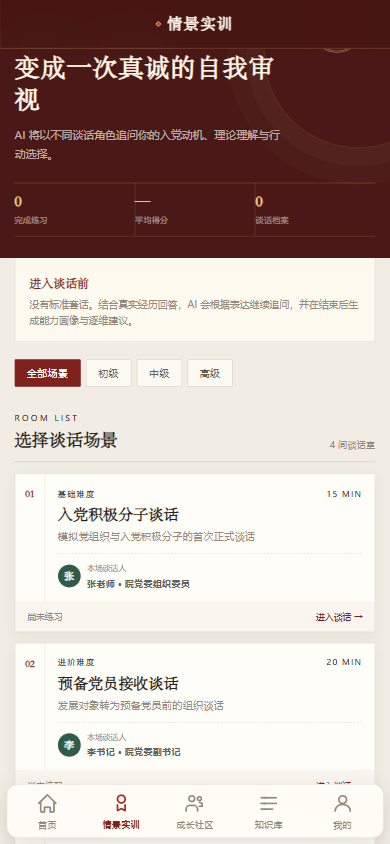 情景实训
变成一次真诚的自我审
视
AI 将以不同谈话角色追问你的入党动机、理论理解与行
动选择。
0
完成练习
—
平均得分
0
谈话档案
进入谈话前
没有标准套话。结合真实经历回答，AI 会根据表达继续追问，并在结束后生
成能力画像与逐维建议。
全部场景
初级
中级
高级
ROOM LIST
选择谈话场景
4 间谈话室
01
基础难度
15 MIN
入党积极分子谈话
模拟党组织与入党积极分子的首次正式谈话
张
本场谈话人
张老师 • 院党委组织委员
尚未练习
进入谈话 →
02
进阶难度
20 MIN
预备党员接收谈话
发展对象转为预备党员前的组织谈话
李
本场谈话人
李书记 • 院党委副书记
首页
情景实训
成长社区
知识库
我的